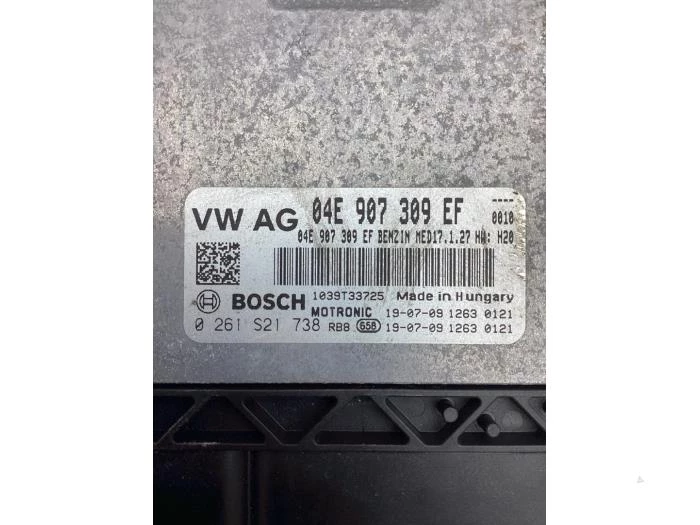 VW AG 04E 907 309 EF ----
0010
04E 907 309 EF BENZIN MED17.1.27 HW: H20
BOSCH 1039T33725 Made in Hungary
MOTRONIC 19-07-09 1263 0121
0 261 S21 738 RB8 658 19-07-09 1263 0121